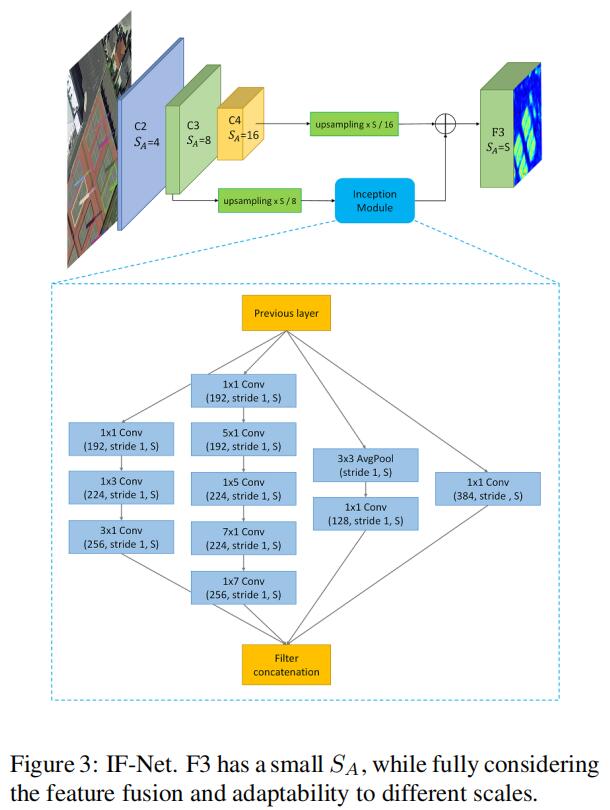 C2
S_A=4
C3
S_A=8
C4
S_A=16
upsampling x S / 16
F3
S_A=S
upsampling x S / 8
Inception
Module
Previous layer
1x1 Conv
(192, stride 1, S)
1x3 Conv
(224, stride 1, S)
3x1 Conv
(256, stride 1, S)
1x1 Conv
(192, stride 1, S)
5x1 Conv
(192, stride 1, S)
1x5 Conv
(224, stride 1, S)
7x1 Conv
(224, stride 1, S)
1x7 Conv
(256, stride 1, S)
3x3 AvgPool
(stride 1, S)
1x1 Conv
(128, stride 1, S)
1x1 Conv
(384, stride , S)
Filter
concatenation
Figure 3: IF-Net. F3 has a small S_A, while fully considering
the feature fusion and adaptability to different scales.